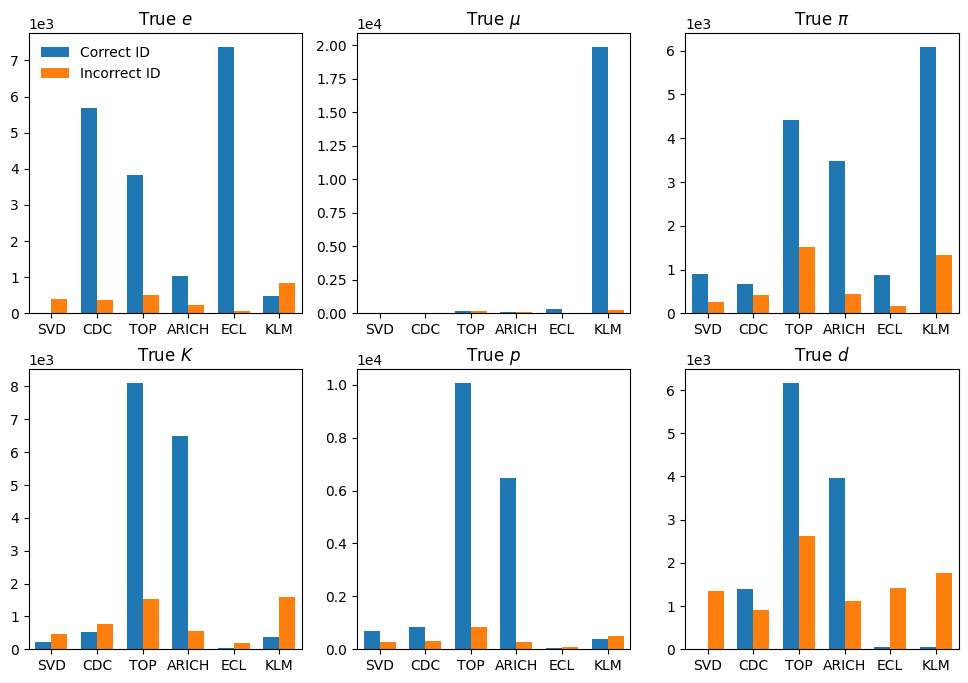 True e
1e3
7
6
5
4
3
2
1
0
Correct ID
Incorrect ID
SVD CDC TOP ARICH ECL KLM
True μ
1e4
2.00
1.75
1.50
1.25
1.00
0.75
0.50
0.25
0.00
SVD CDC TOP ARICH ECL KLM
True π
1e3
6
5
4
3
2
1
0
SVD CDC TOP ARICH ECL KLM
True K
1e3
8
7
6
5
4
3
2
1
0
SVD CDC TOP ARICH ECL KLM
True p
1e4
1.0
0.8
0.6
0.4
0.2
0.0
SVD CDC TOP ARICH ECL KLM
True d
1e3
6
5
4
3
2
1
0
SVD CDC TOP ARICH ECL KLM